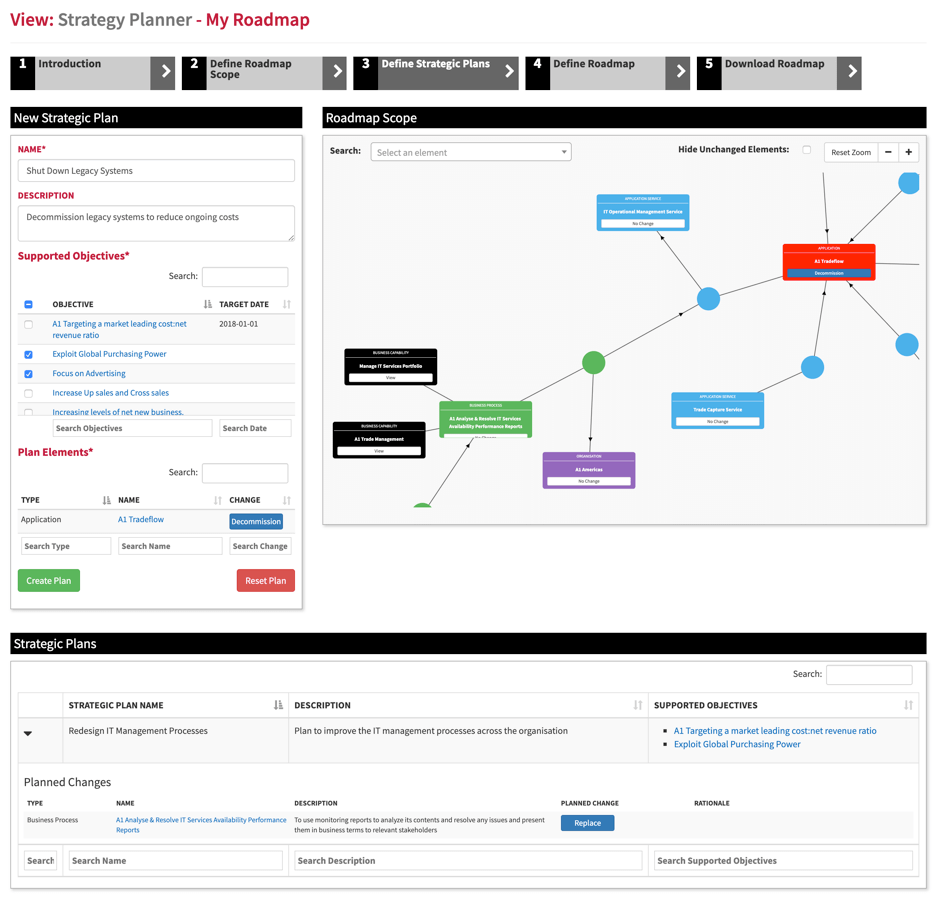 View: Strategy Planner - My Roadmap
1 Introduction
2 Define Roadmap
Scope
3 Define Strategic Plans
4 Define Roadmap
5 Download Roadmap
New Strategic Plan
NAME*
Shut Down Legacy Systems
DESCRIPTION
Decommission legacy systems to reduce ongoing costs
Supported Objectives*
Search:
OBJECTIVE TARGET DATE
A1 Targeting a market leading cost:net 2018-01-01
revenue ratio
Exploit Global Purchasing Power
Focus on Advertising
Increase Up sales and Cross sales
Increasing levels of net new business.
Search Objectives Search Date
Plan Elements*
Search:
TYPE NAME CHANGE
Application A1 Tradeflow Decommission
Search Type Search Name Search Change
Create Plan Reset Plan
Roadmap Scope
Search: Select an element Hide Unchanged Elements: Reset Zoom - +
APPLICATION SERVICE
IT Operational Management Service
No Change
APPLICATION
A1 Tradeflow
Decommission
BUSINESS CAPABILITY
Manage IT Services Portfolio
View
BUSINESS PROCESS
A1 Analyse & Resolve IT Services
Availability Performance Reports
No Change
APPLICATION SERVICE
Trade Capture Service
No Change
BUSINESS CAPABILITY
A1 Trade Management
View
ORGANISATION
A1 Americas
No Change
Strategic Plans
Search:
STRATEGIC PLAN NAME DESCRIPTION SUPPORTED OBJECTIVES
Redesign IT Management Processes Plan to improve the IT management processes across the organisation ▪ A1 Targeting a market leading cost:net revenue ratio
▪ Exploit Global Purchasing Power
Planned Changes
TYPE NAME DESCRIPTION PLANNED CHANGE RATIONALE
Business Process A1 Analyse & Resolve IT Services Availability Performance To use monitoring reports to analyze its contents and resolve any issues and present Replace
Reports them in business terms to relevant stakeholders
Search Search Name Search Description Search Supported Objectives